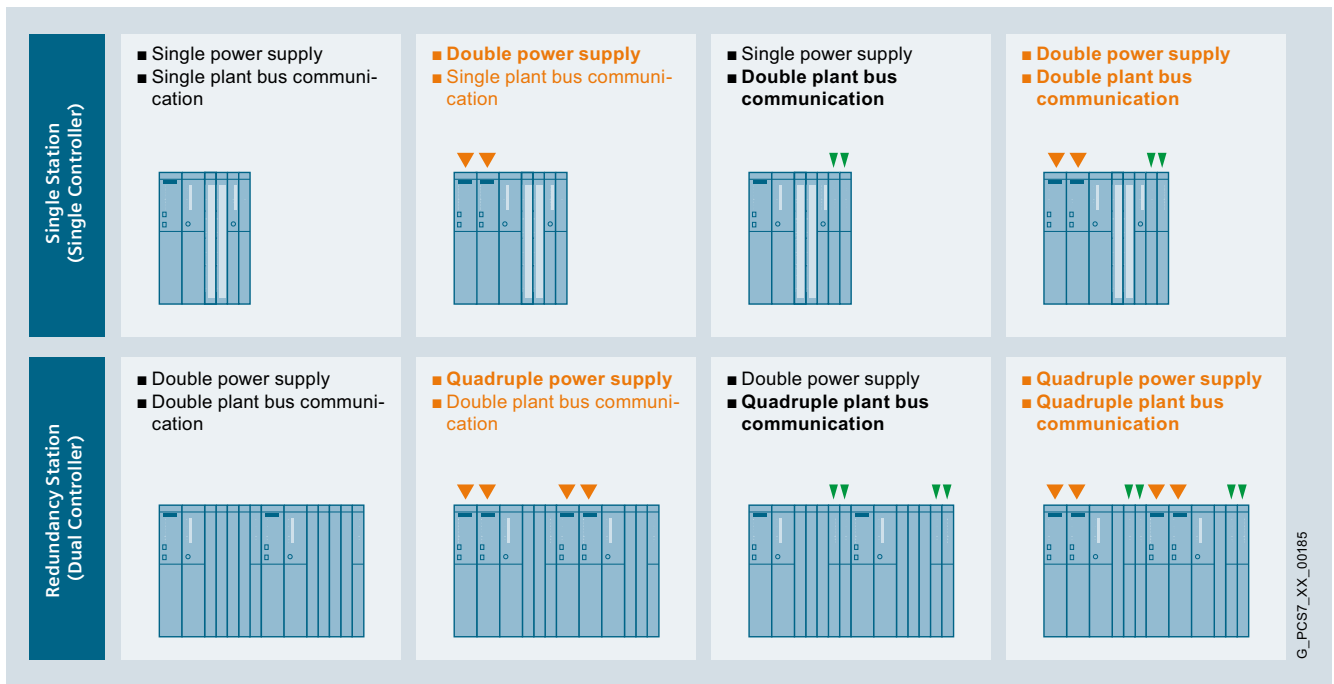 Single Station
(Single Controller)
■ Single power supply
■ Single plant bus communi-
cation
■ Double power supply
■ Single plant bus communi-
cation
■ Single power supply
■ Double plant bus
communication
■ Double power supply
■ Double plant bus
communication
Redundancy Station
(Dual Controller)
■ Double power supply
■ Double plant bus communi-
cation
■ Quadruple power supply
■ Double plant bus communi-
cation
■ Double power supply
■ Quadruple plant bus
communication
■ Quadruple power supply
■ Quadruple plant bus
communication
G_PCS7_XX_00185